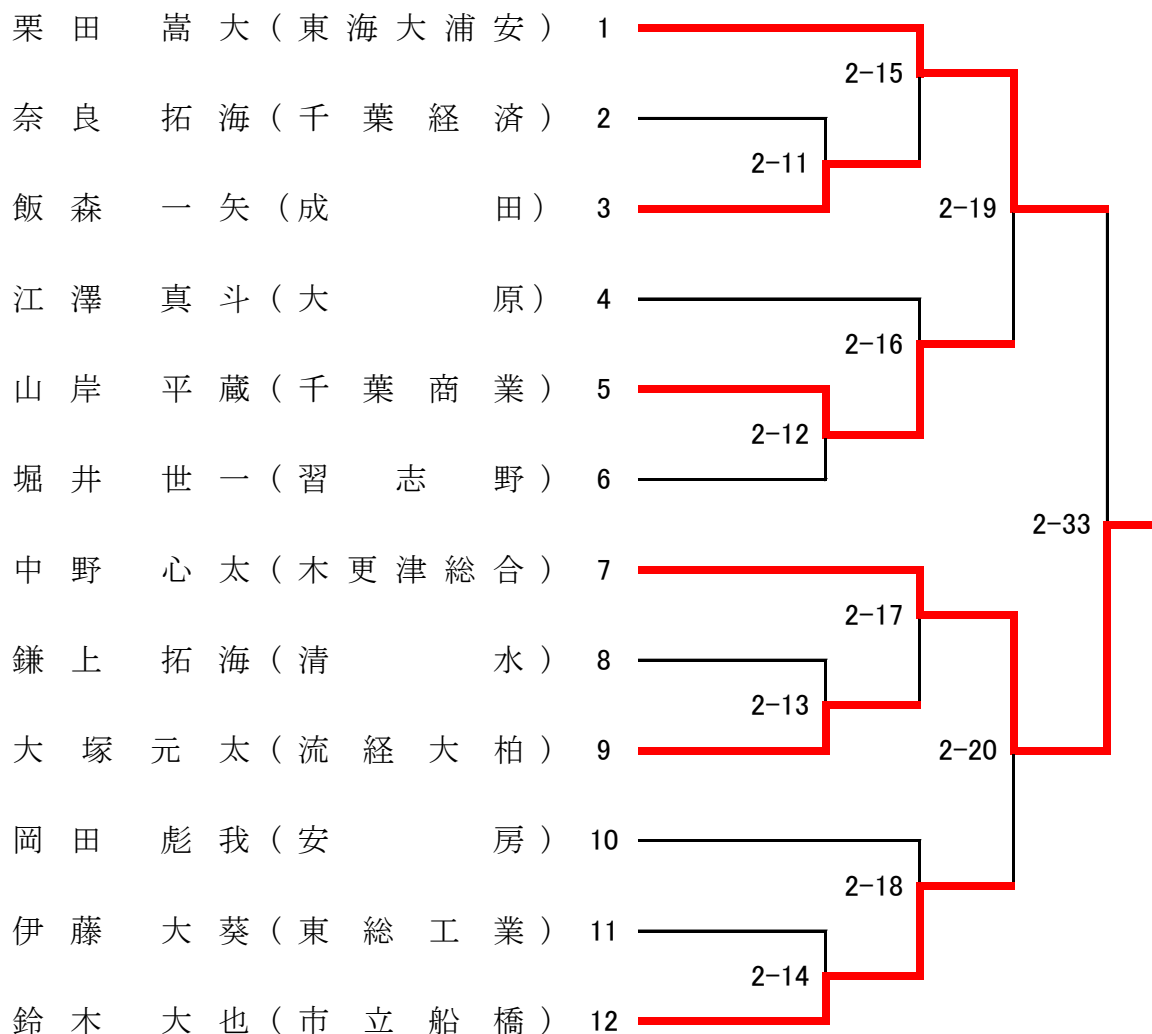 栗田 嵩大（東海大浦安） 1
2-15
奈良 拓海（千葉経済） 2
2-11
飯森 一矢（成田） 3
2-19
江澤 真斗（大原） 4
2-16
山岸 平蔵（千葉商業） 5
2-12
堀井 世一（習志野） 6
2-33
中野 心太（木更津総合） 7
2-17
鎌上 拓海（清水） 8
2-13
大塚元太（流経大柏） 9
2-20
岡田 彪我（安房） 10
2-18
伊藤 大葵（東総工業） 11
2-14
鈴木 大也（市立船橋） 12